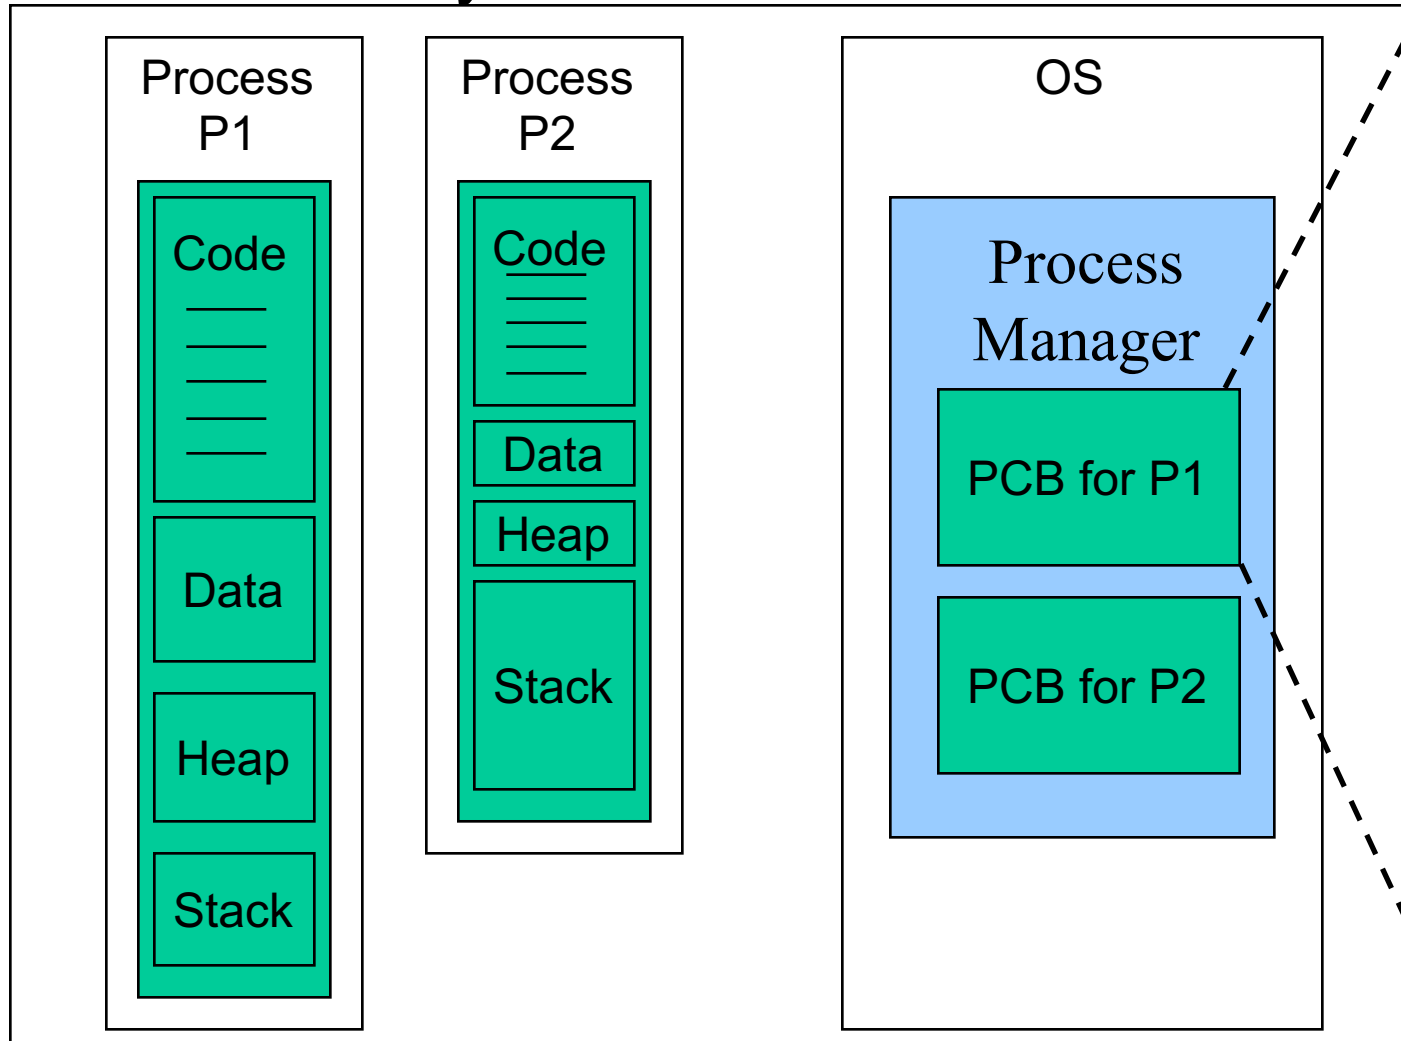 Process
P1
Code
Data
Heap
Stack
Process
P2
Code
Data
Heap
Stack
OS
Process
Manager
PCB for P1
PCB for P2